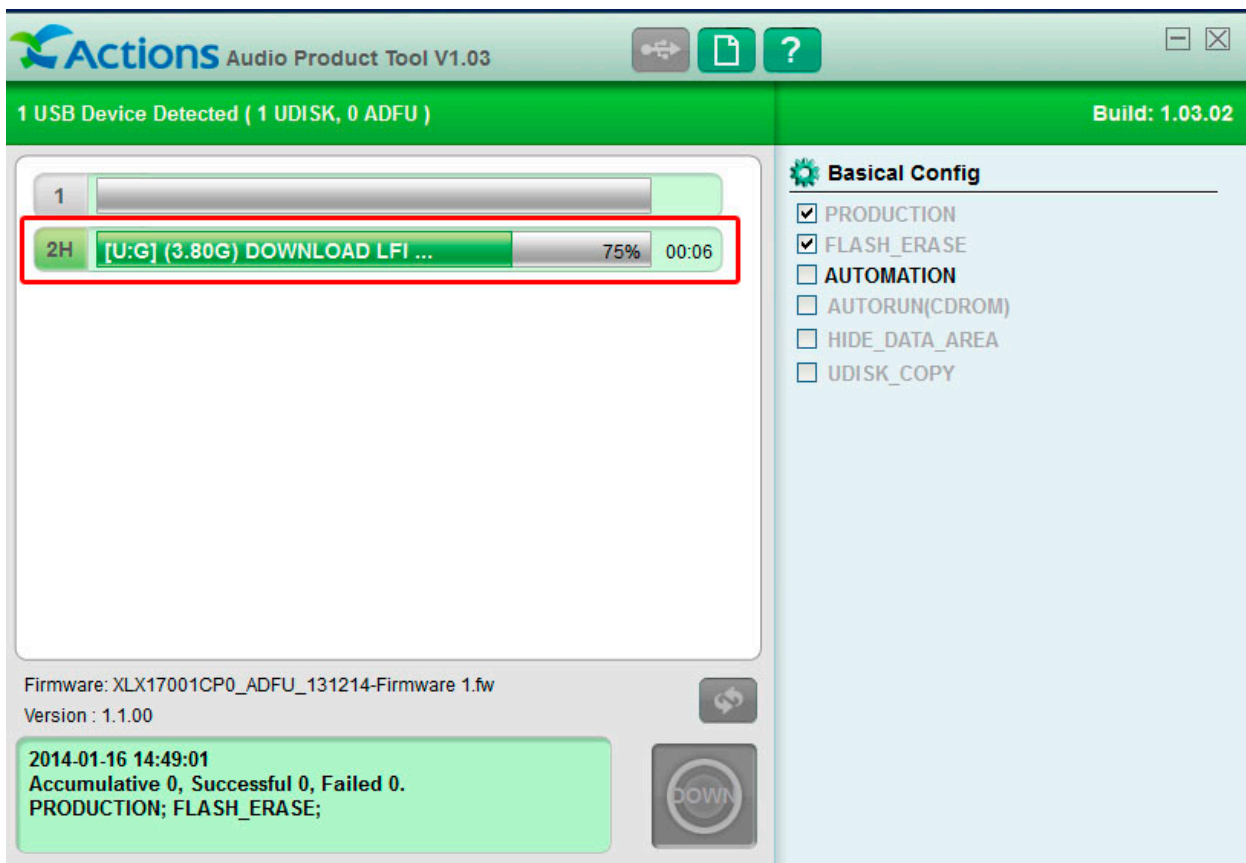 Actions Audio Product Tool V1.03
?
1 USB Device Detected ( 1 UDISK, 0 ADFU )
Build: 1.03.02
1
2H [U:G] (3.80G) DOWNLOAD LFI ... 75% 00:06
Basical Config
PRODUCTION
FLASH_ERASE
AUTOMATION
AUTORUN(CDROM)
HIDE_DATA_AREA
UDISK_COPY
Firmware: XLX17001CP0_ADFU_131214-Firmware 1.fw
Version : 1.1.00
2014-01-16 14:49:01
Accumulative 0, Successful 0, Failed 0.
PRODUCTION; FLASH_ERASE;
DOWN